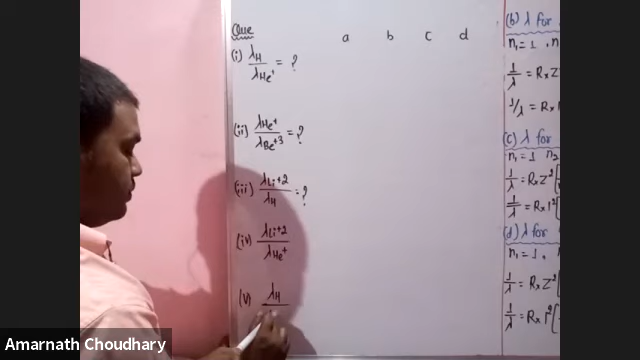 Que
a b c d
(i) λH / λHe+ = ?
(ii) λHe+ / λBe+3 = ?
(iii) λLi+2 / λH = ?
(iv) λLi+2 / λHe+
(v) λH
(b) λ for
n₁ = 1 , n
1/λ = R×Z
1/λ = R×
(c) λ for
n₁ = 1 n₂
1/λ = R×Z²[
1/λ = R×1²[
(d) λ for
n₁ = 1, n
1/λ = R×Z²[
1/λ = R×1²[
Amarnath Choudhary